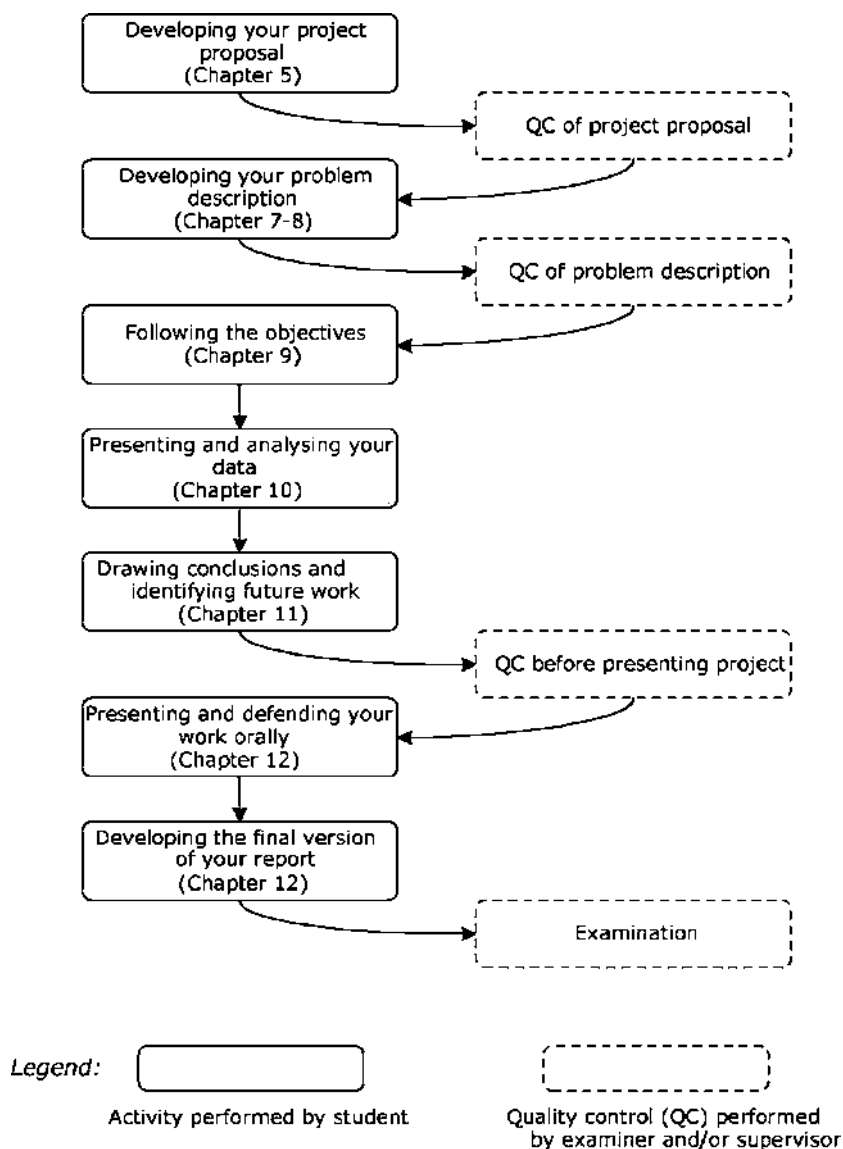 Developing your project
proposal
(Chapter 5)
QC of project proposal
Developing your problem
description
(Chapter 7-8)
QC of problem description
Following the objectives
(Chapter 9)
Presenting and analysing your
data
(Chapter 10)
Drawing conclusions and
identifying future work
(Chapter 11)
QC before presenting project
Presenting and defending your
work orally
(Chapter 12)
Developing the final version
of your report
(Chapter 12)
Examination
Legend:
Activity performed by student
Quality control (QC) performed
by examiner and/or supervisor